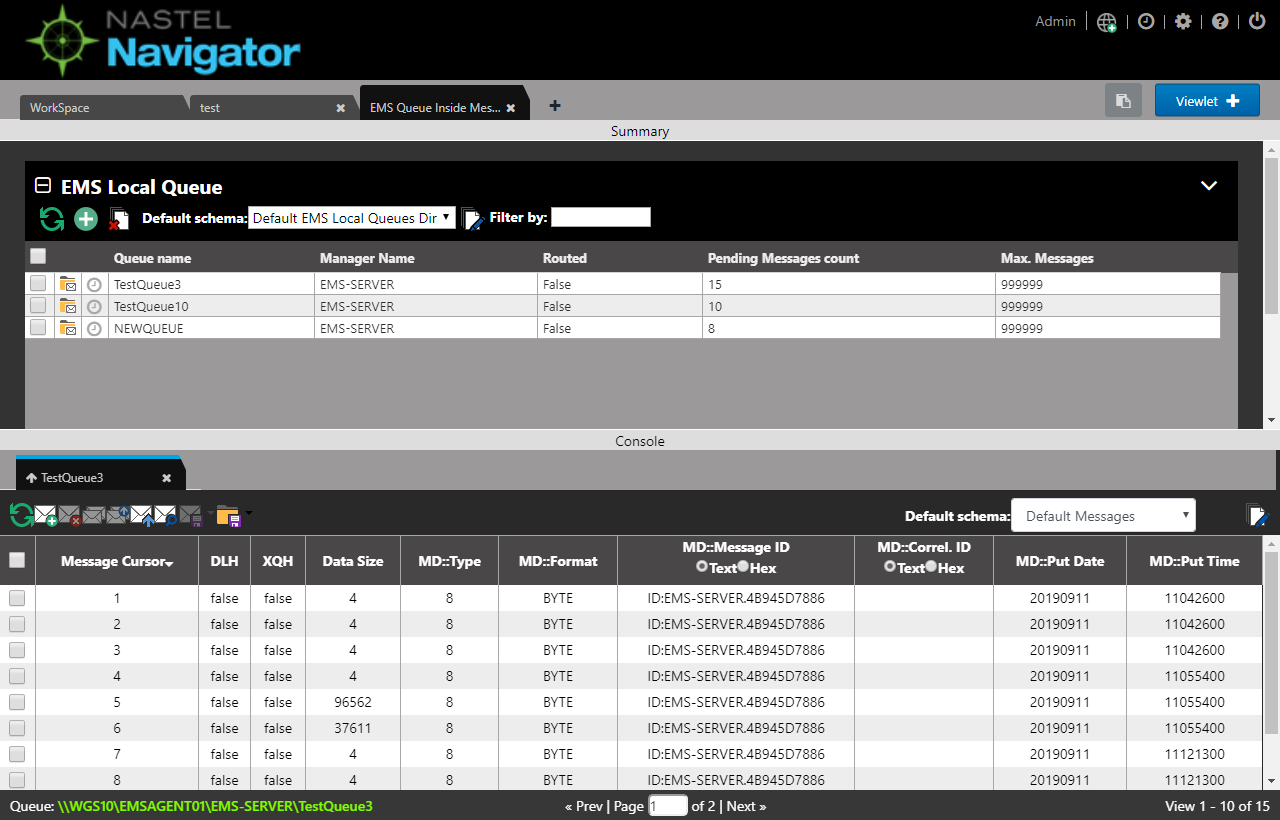 NASTEL
Navigator
Admin
WorkSpace
test
EMS Queue Inside Mes...
Viewlet
Summary
EMS Local Queue
Default schema: Default EMS Local Queues Dir Filter by:
Queue name Manager Name Routed Pending Messages count Max. Messages
TestQueue3 EMS-SERVER False 15 999999
TestQueue10 EMS-SERVER False 10 999999
NEWQUEUE EMS-SERVER False 8 999999
Console
TestQueue3
Default schema: Default Messages
Message Cursor DLH XQH Data Size MD::Type MD::Format MD::Message ID MD::Correl. ID MD::Put Date MD::Put Time
Text Hex Text Hex
1 false false 4 8 BYTE ID:EMS-SERVER.4B945D7886 20190911 11042600
2 false false 4 8 BYTE ID:EMS-SERVER.4B945D7886 20190911 11042600
3 false false 4 8 BYTE ID:EMS-SERVER.4B945D7886 20190911 11042600
4 false false 4 8 BYTE ID:EMS-SERVER.4B945D7886 20190911 11055400
5 false false 96562 8 BYTE ID:EMS-SERVER.4B945D7886 20190911 11055400
6 false false 37611 8 BYTE ID:EMS-SERVER.4B945D7886 20190911 11055400
7 false false 4 8 BYTE ID:EMS-SERVER.4B945D7886 20190911 11121300
8 false false 4 8 BYTE ID:EMS-SERVER.4B945D7886 20190911 11121300
Queue: \\WGS10\EMSAGENT01\EMS-SERVER\TestQueue3 « Prev | Page 1 of 2 | Next » View 1 - 10 of 15